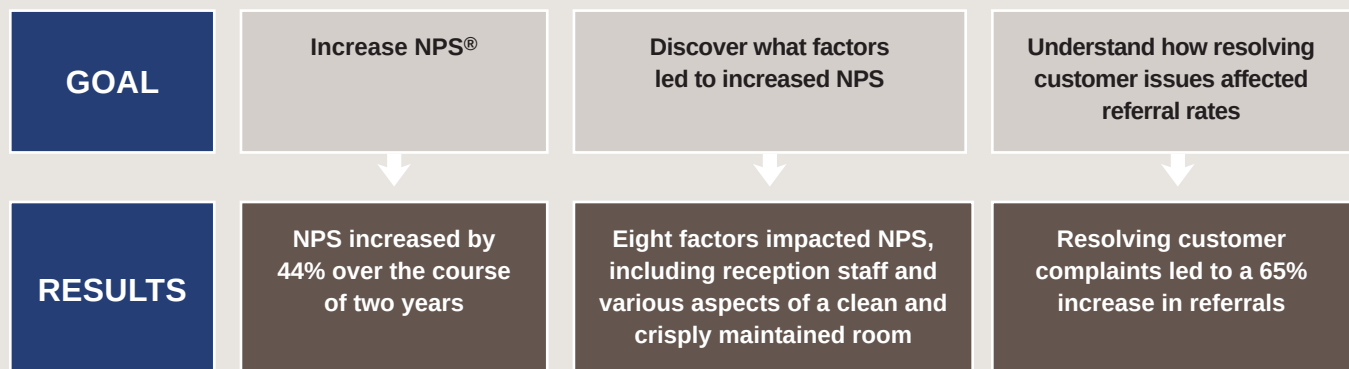 GOAL
Increase NPS®
Discover what factors
led to increased NPS
Understand how resolving
customer issues affected
referral rates
RESULTS
NPS increased by
44% over the course
of two years
Eight factors impacted NPS,
including reception staff and
various aspects of a clean and
crisply maintained room
Resolving customer
complaints led to a 65%
increase in referrals